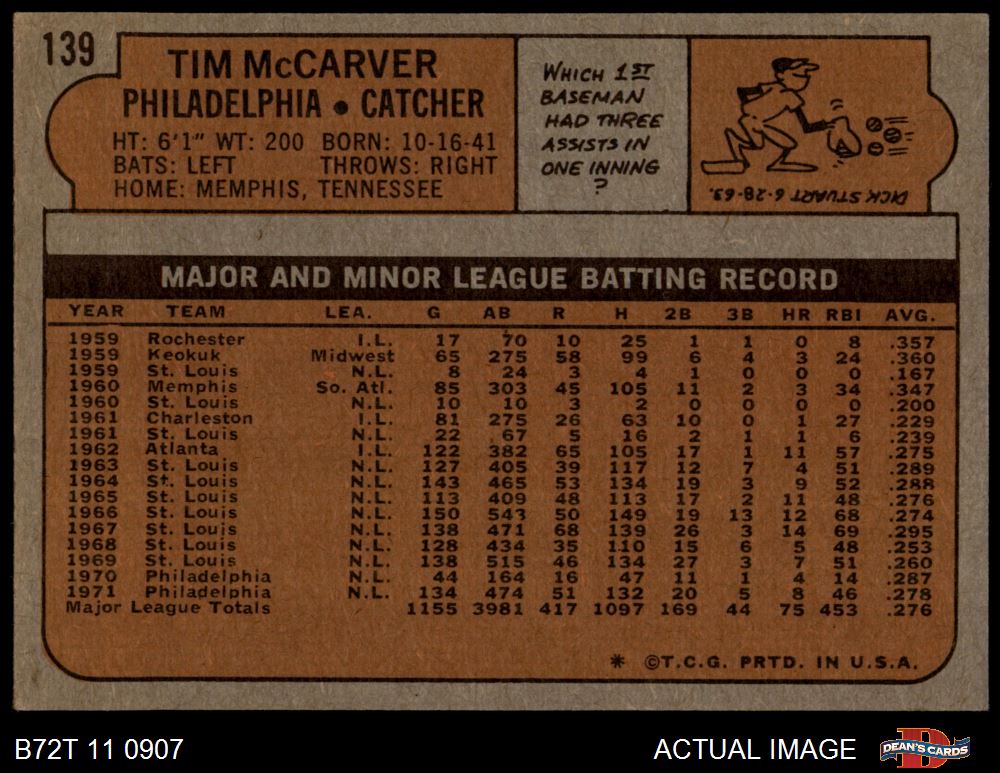 139
TIM McCARVER
PHILADELPHIA • CATCHER
HT: 6'1" WT: 200 BORN: 10-16-41
BATS: LEFT THROWS: RIGHT
HOME: MEMPHIS, TENNESSEE
WHICH 1ST
BASEMAN
HAD THREE
ASSISTS IN
ONE INNING
?
DICK STUART 6-28-63.
MAJOR AND MINOR LEAGUE BATTING RECORD
YEAR TEAM LEA. G AB R H 2B 3B HR RBI AVG.
1959 Rochester I.L. 17 70 10 25 1 1 0 8 .357
1959 Keokuk Midwest 65 275 58 99 6 4 3 24 .360
1959 St. Louis N.L. 8 24 3 4 1 0 0 0 .167
1960 Memphis So. Atl. 85 303 45 105 11 2 3 34 .347
1960 St. Louis N.L. 10 10 3 2 0 0 0 0 .200
1961 Charleston I.L. 81 275 26 63 10 0 1 27 .229
1961 St. Louis N.L. 22 67 5 16 2 1 1 6 .239
1962 Atlanta I.L. 122 382 65 105 17 1 11 57 .275
1963 St. Louis N.L. 127 405 39 117 12 7 4 51 .289
1964 St. Louis N.L. 143 465 53 134 19 3 9 52 .288
1965 St. Louis N.L. 113 409 48 113 17 2 11 48 .276
1966 St. Louis N.L. 150 543 50 149 19 13 12 68 .274
1967 St. Louis N.L. 138 471 68 139 26 3 14 69 .295
1968 St. Louis N.L. 128 434 35 110 15 6 5 48 .253
1969 St. Louis N.L. 138 515 46 134 27 3 7 51 .260
1970 Philadelphia N.L. 44 164 16 47 11 1 4 14 .287
1971 Philadelphia N.L. 134 474 51 132 20 5 8 46 .278
Major League Totals 1155 3981 417 1097 169 44 75 453 .276
* ©T.C.G. PRTD. IN U.S.A.
B72T 11 0907
ACTUAL IMAGE
DEAN'S CARDS